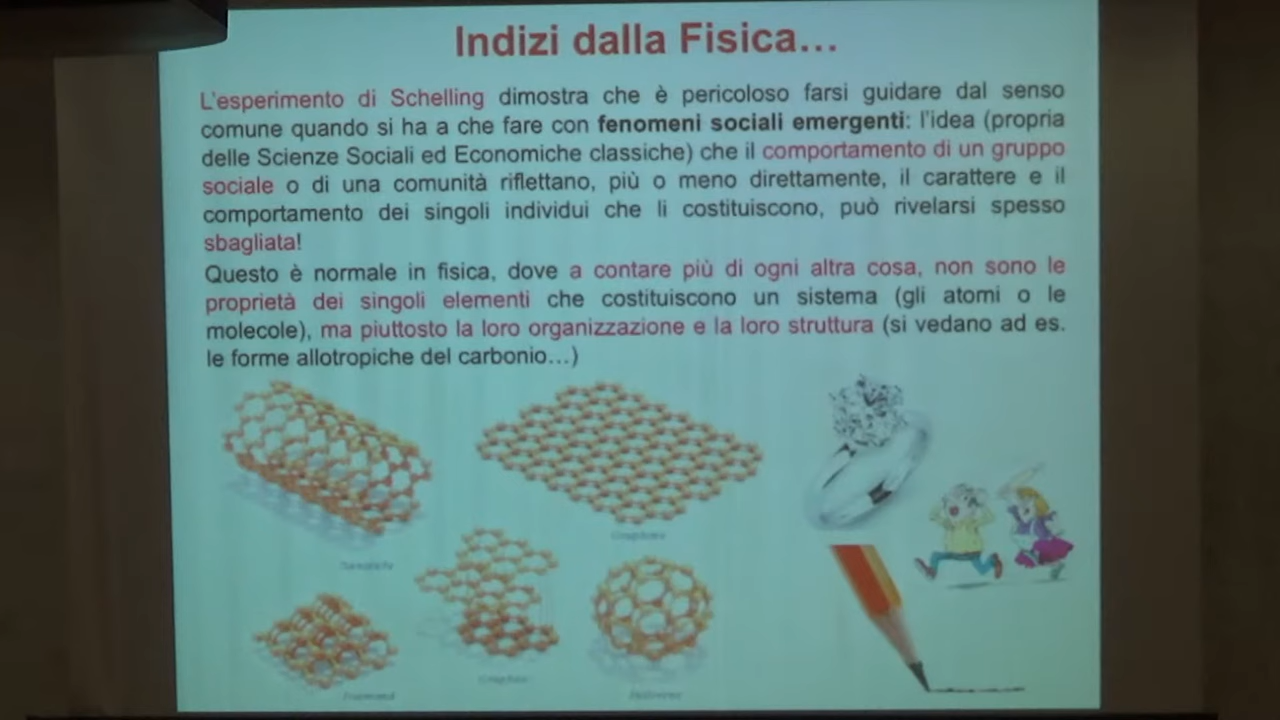 Indizi dalla Fisica...
L'esperimento di Schelling dimostra che è pericoloso farsi guidare dal senso
comune quando si ha a che fare con fenomeni sociali emergenti: l'idea (propria
delle Scienze Sociali ed Economiche classiche) che il comportamento di un gruppo
sociale o di una comunità riflettano, più o meno direttamente, il carattere e il
comportamento dei singoli individui che li costituiscono, può rivelarsi spesso
sbagliata!
Questo è normale in fisica, dove a contare più di ogni altra cosa, non sono le
proprietà dei singoli elementi che costituiscono un sistema (gli atomi o le
molecole), ma piuttosto la loro organizzazione e la loro struttura (si vedano ad es.
le forme allotropiche del carbonio...)